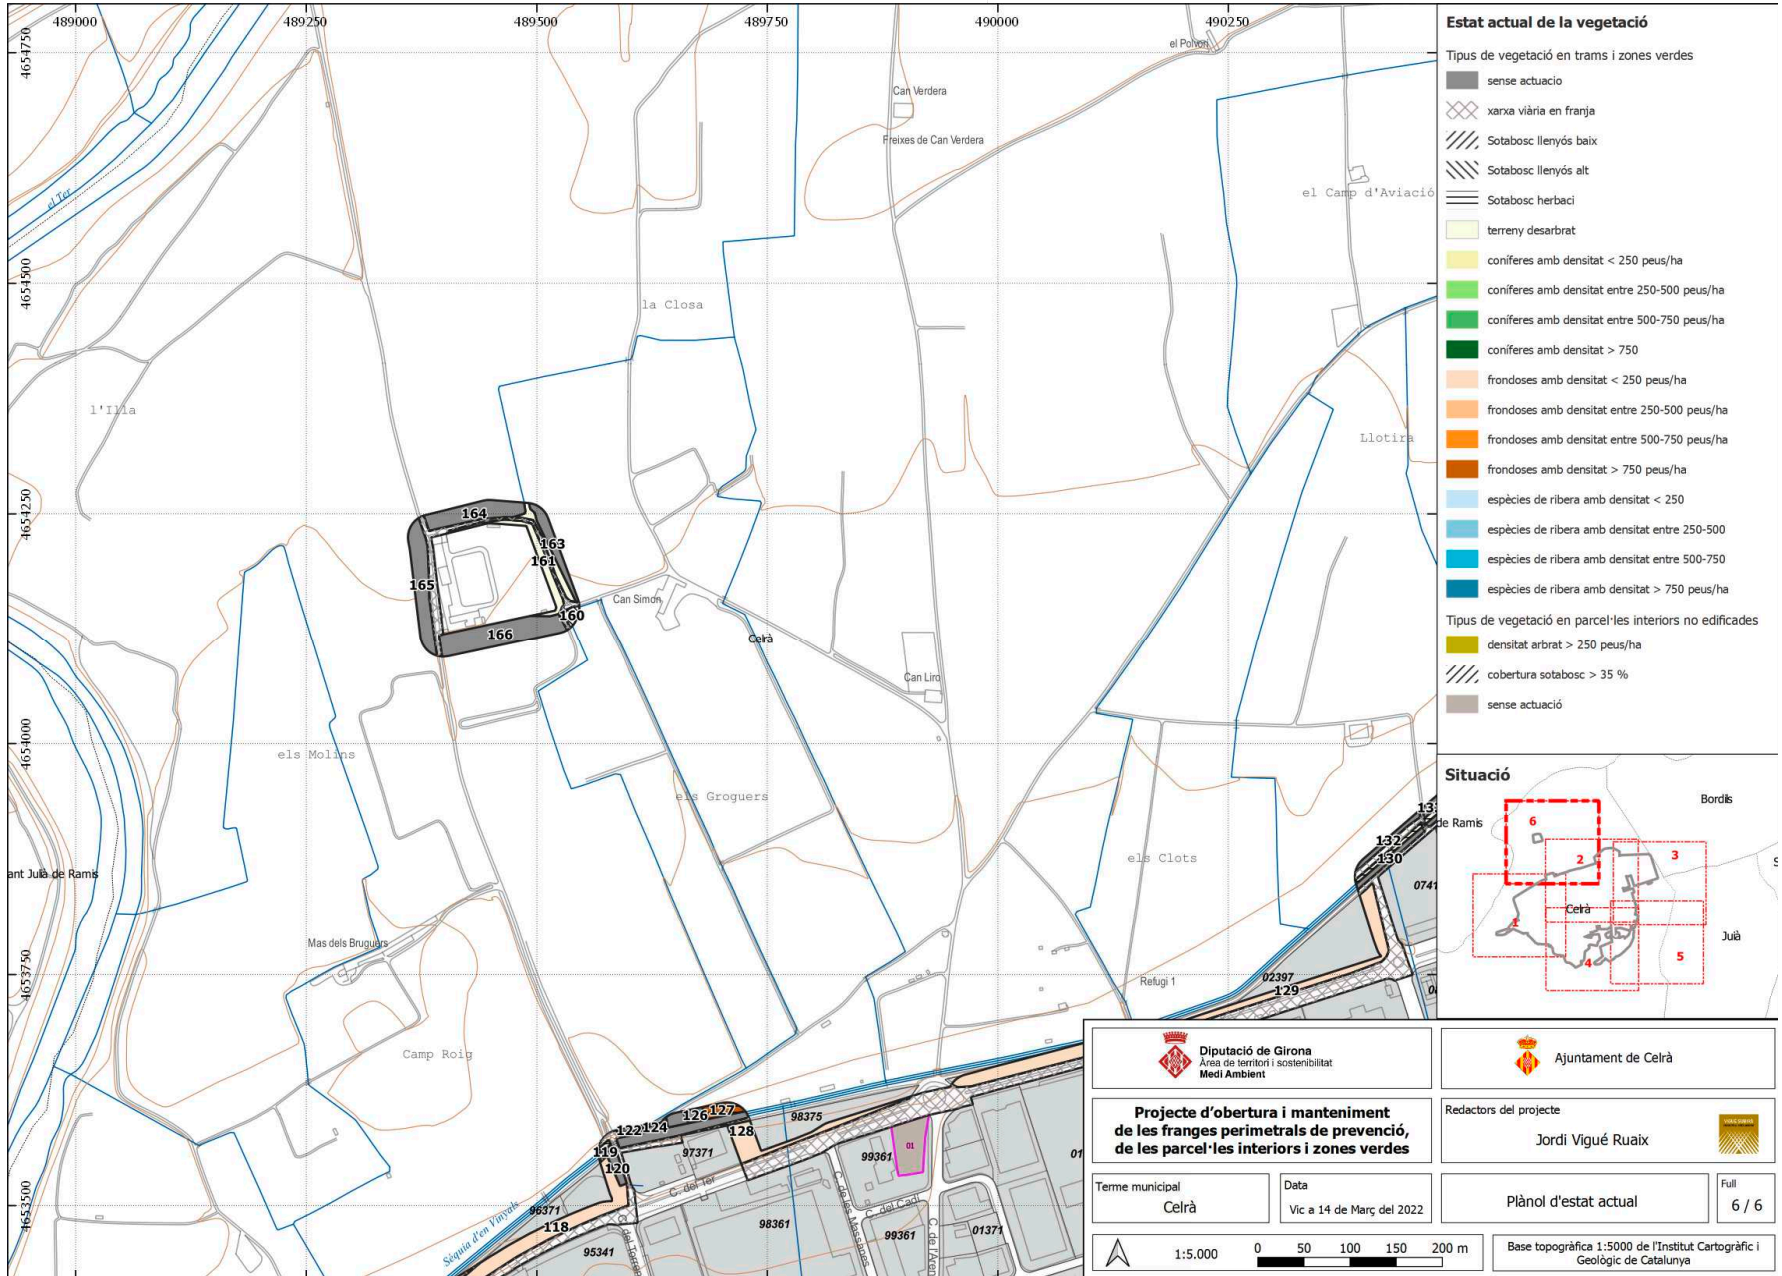 489000
489250
489500
489750
490000
490250
4654750
4654500
4654250
4654000
4653750
4653500
el Polvorí
Can Verdera
Freixes de Can Verdera
el Camp d'Aviació
el Ter
la Closa
l'Illa
Llotira
164
163
161
165
160
166
Can Simon
Celrà
Can Liro
els Molins
els Groguers
els Clots
132
130
0741
ant Julià de Ramis
Mas dels Bruguers
Camp Roig
Refugi 1
02397
129
126
127
122
124
128
98375
119
120
97371
99361
01
C. del Ter
C. del Cadí
C. de les Massanes
96371
118
98361
99361
01371
95341
Séquia d'en Vinyals
Estat actual de la vegetació
Tipus de vegetació en trams i zones verdes
sense actuacio
xarxa viària en franja
Sotabosc llenyós baix
Sotabosc llenyós alt
Sotabosc herbaci
terreny desarbrat
coníferes amb densitat < 250 peus/ha
coníferes amb densitat entre 250-500 peus/ha
coníferes amb densitat entre 500-750 peus/ha
coníferes amb densitat > 750
frondoses amb densitat < 250 peus/ha
frondoses amb densitat entre 250-500 peus/ha
frondoses amb densitat entre 500-750 peus/ha
frondoses amb densitat > 750 peus/ha
espècies de ribera amb densitat < 250
espècies de ribera amb densitat entre 250-500
espècies de ribera amb densitat entre 500-750
espècies de ribera amb densitat > 750 peus/ha
Tipus de vegetació en parcel·les interiors no edificades
densitat arbrat > 250 peus/ha
cobertura sotabosc > 35 %
sense actuació
Situació
Bordils
de Ramis
6
2
3
Celrà
1
Juià
4
5
Diputació de Girona
Àrea de territori i sostenibilitat
Medi Ambient
Ajuntament de Celrà
Projecte d'obertura i manteniment
de les franges perimetrals de prevenció,
de les parcel·les interiors i zones verdes
Redactors del projecte
Jordi Vigué Ruaix
Terme municipal
Celrà
Data
Vic a 14 de Març del 2022
Plànol d'estat actual
Full
6 / 6
1:5.000
0 50 100 150 200 m
Base topogràfica 1:5000 de l'Institut Cartogràfic i
Geològic de Catalunya